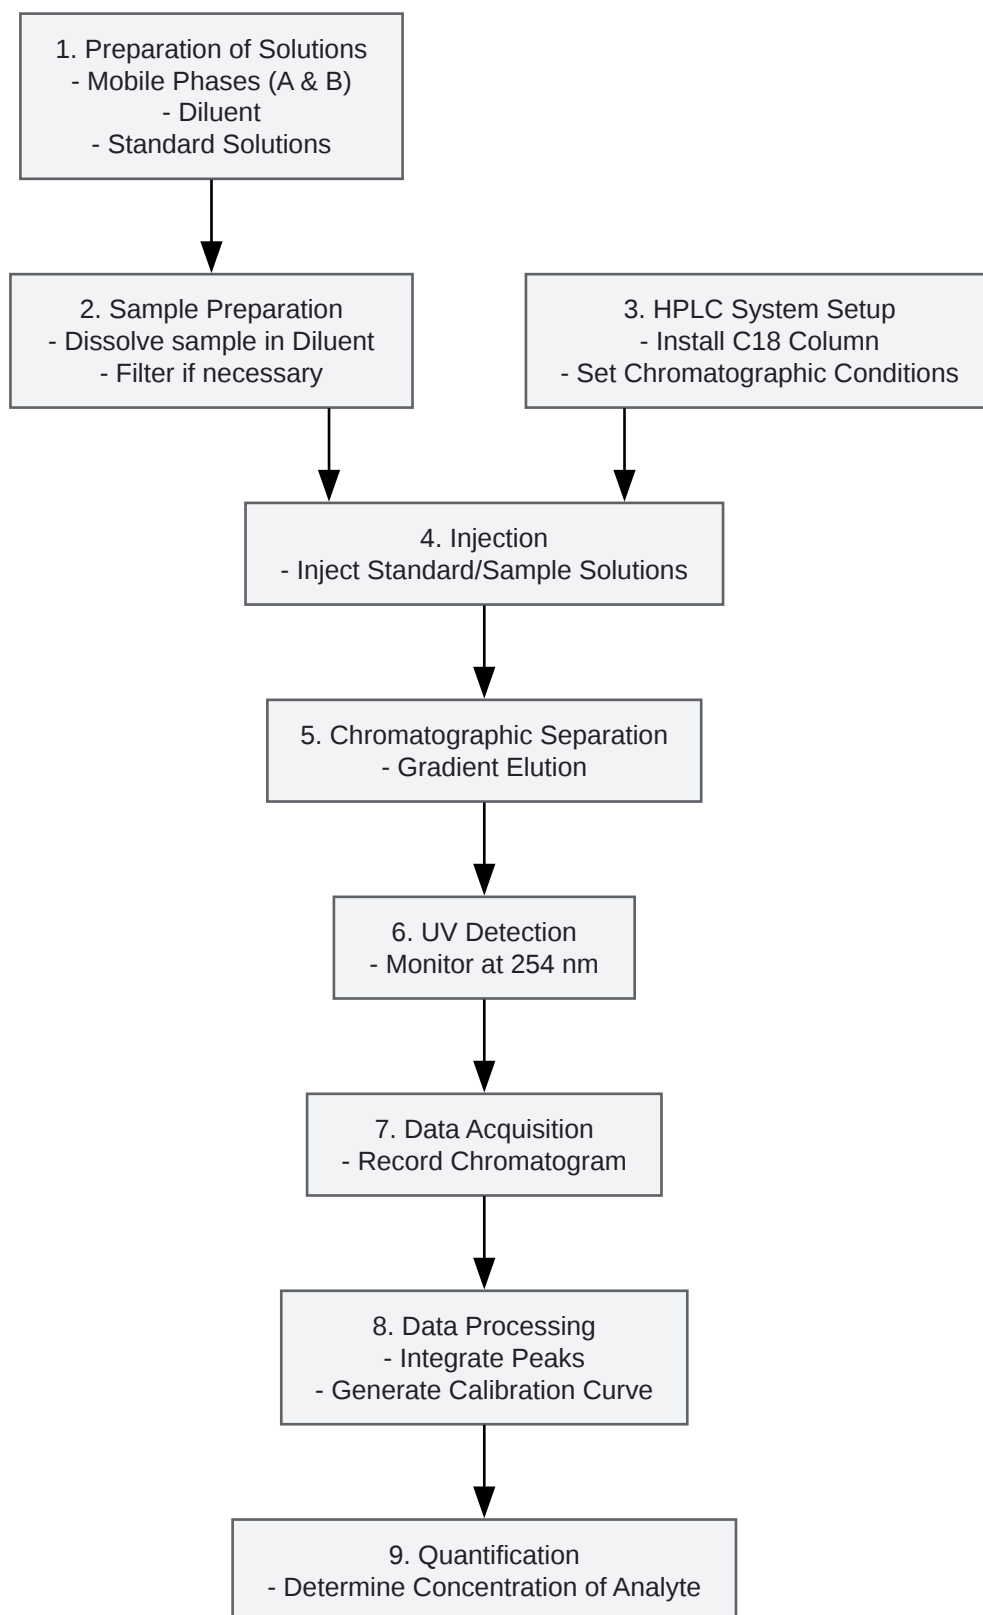 1. Preparation of Solutions
- Mobile Phases (A & B)
- Diluent
- Standard Solutions
2. Sample Preparation
- Dissolve sample in Diluent
- Filter if necessary
3. HPLC System Setup
- Install C18 Column
- Set Chromatographic Conditions
4. Injection
- Inject Standard/Sample Solutions
5. Chromatographic Separation
- Gradient Elution
6. UV Detection
- Monitor at 254 nm
7. Data Acquisition
- Record Chromatogram
8. Data Processing
- Integrate Peaks
- Generate Calibration Curve
9. Quantification
- Determine Concentration of Analyte